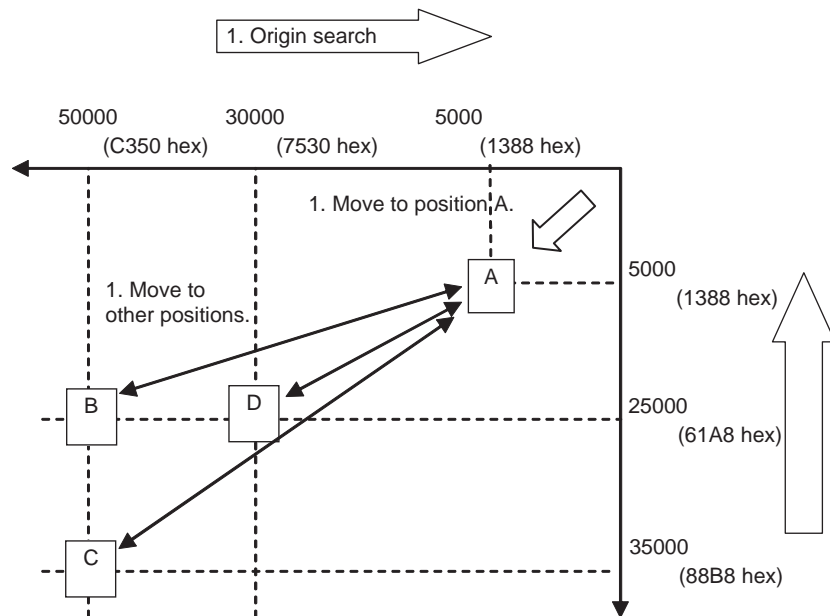 1. Origin search
50000
(C350 hex)
30000
(7530 hex)
5000
(1388 hex)
1. Move to position A.
A
5000
(1388 hex)
1. Move to
other positions.
B
D
25000
(61A8 hex)
C
35000
(88B8 hex)